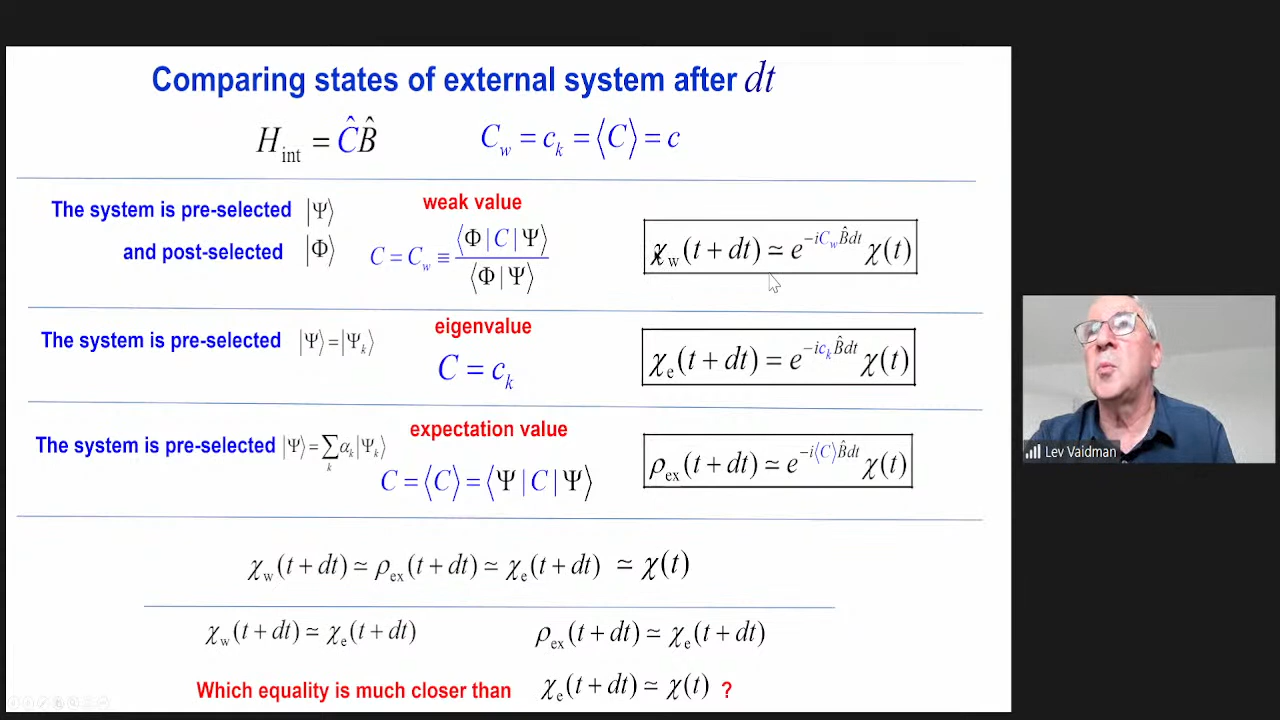 Comparing states of external system after dt
H_int = ĈB̂    C_w = c_k = ⟨C⟩ = c
The system is pre-selected |Ψ⟩
and post-selected |Φ⟩
weak value
C = C_w ≡ ⟨Φ|C|Ψ⟩ / ⟨Φ|Ψ⟩
χ_w(t + dt) ≃ e^{-iC_w B̂dt} χ(t)
The system is pre-selected |Ψ⟩=|Ψ_k⟩
eigenvalue
C = c_k
χ_e(t + dt) = e^{-ic_k B̂dt} χ(t)
The system is pre-selected |Ψ⟩=∑_k α_k|Ψ_k⟩
expectation value
C = ⟨C⟩ = ⟨Ψ|C|Ψ⟩
ρ_ex(t + dt) ≃ e^{-i⟨C⟩B̂dt} χ(t)
χ_w(t + dt) ≃ ρ_ex(t + dt) ≃ χ_e(t + dt) ≃ χ(t)
χ_w(t + dt) ≃ χ_e(t + dt)    ρ_ex(t + dt) ≃ χ_e(t + dt)
Which equality is much closer than χ_e(t + dt) ≃ χ(t) ?
Lev Vaidman